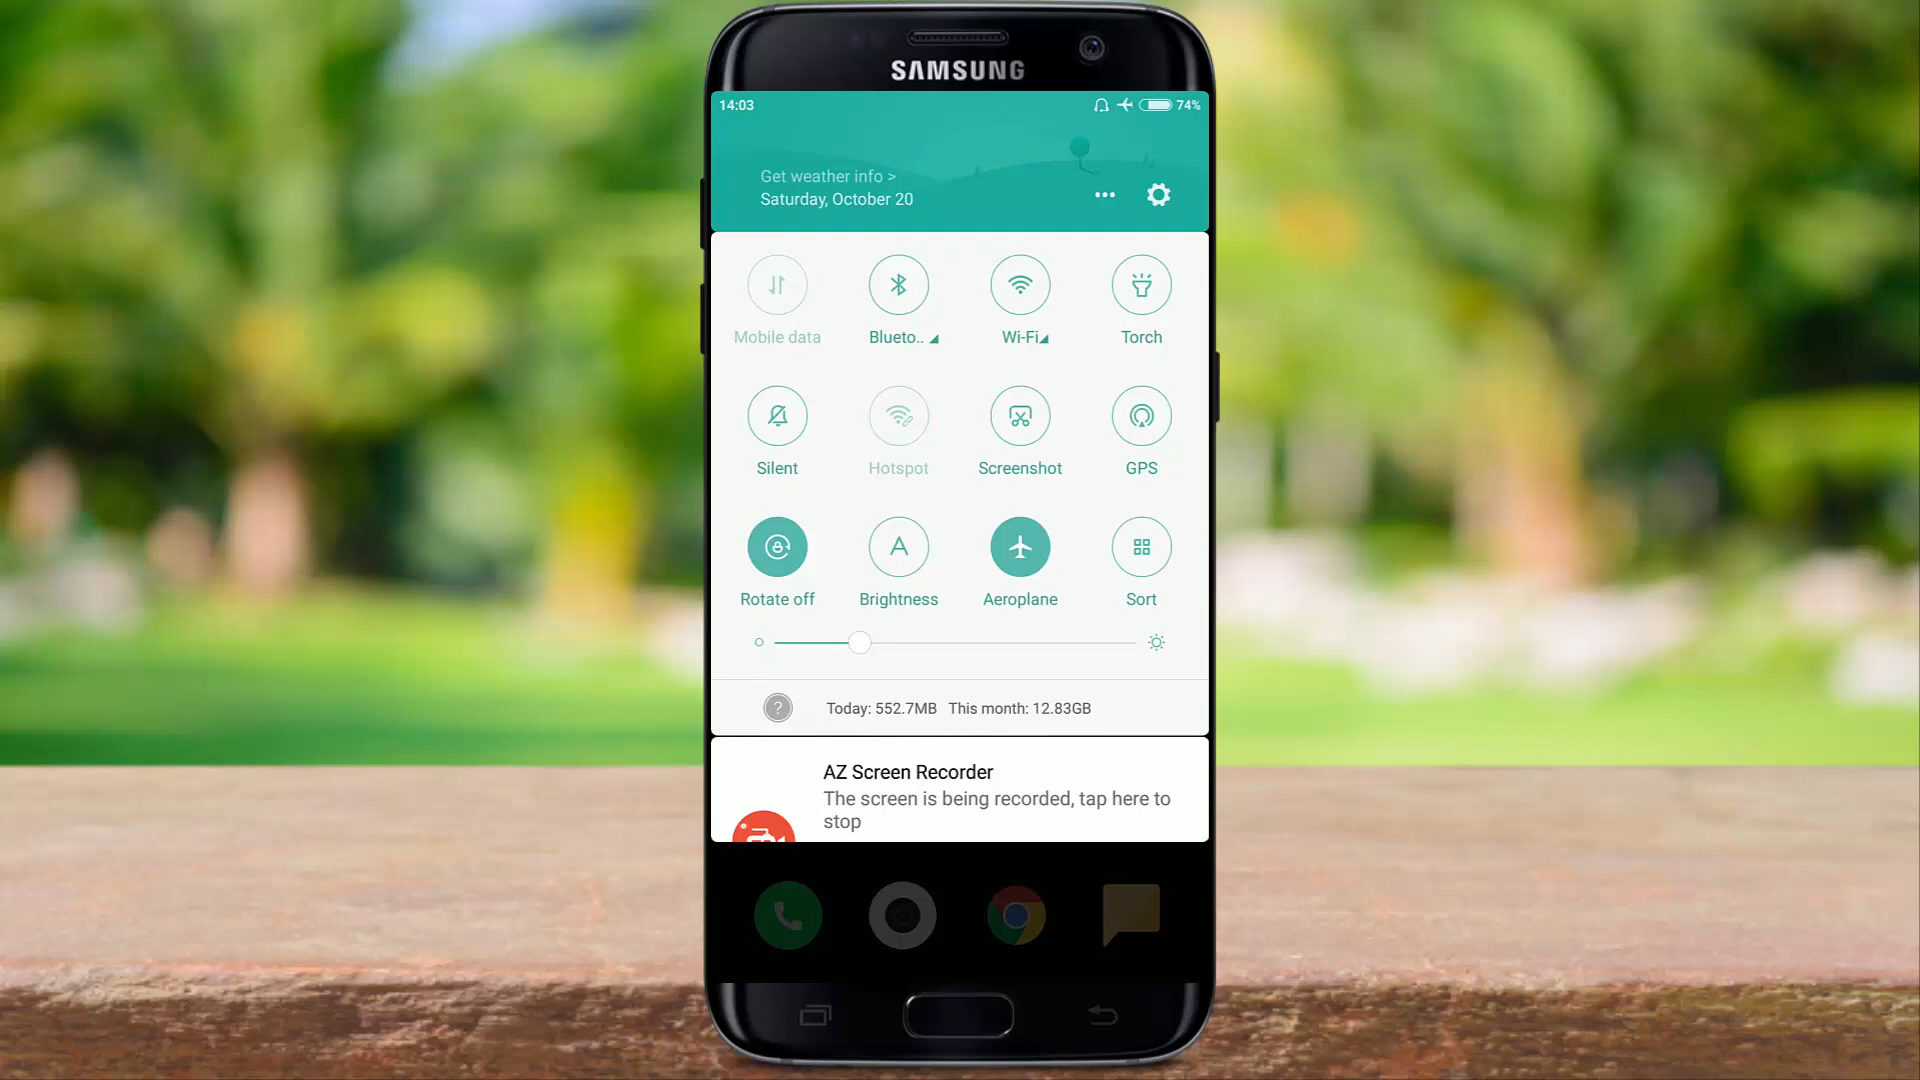 SAMSUNG
14:03 74%
Get weather info >
Saturday, October 20
Mobile data Blueto.. Wi-Fi Torch
Silent Hotspot Screenshot GPS
A
Rotate off Brightness Aeroplane Sort
? Today: 552.7MB This month: 12.83GB
AZ Screen Recorder
The screen is being recorded, tap here to
stop